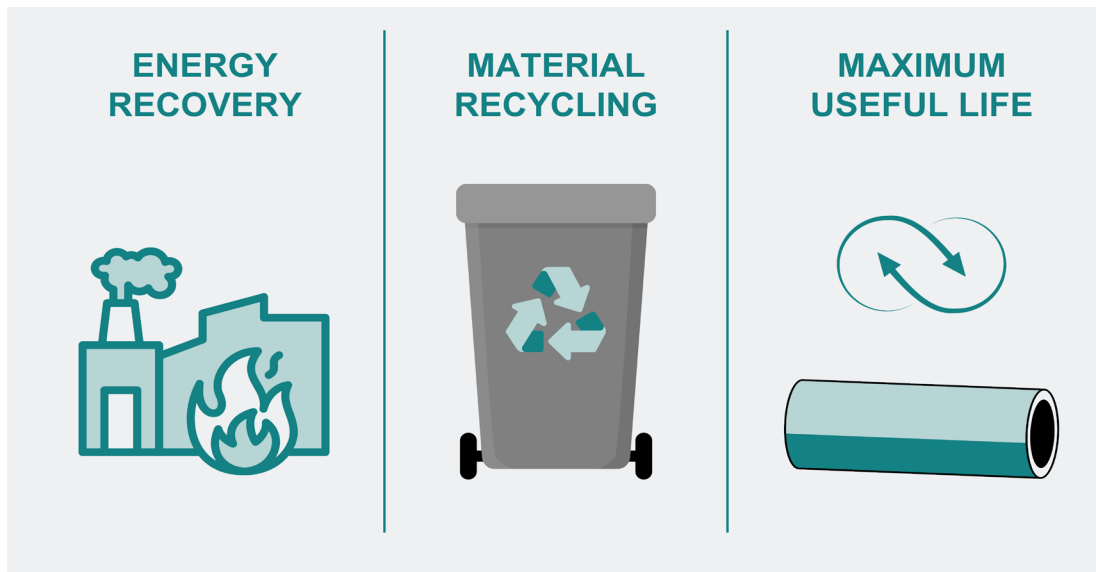 ENERGY
RECOVERY
MATERIAL
RECYCLING
MAXIMUM
USEFUL LIFE